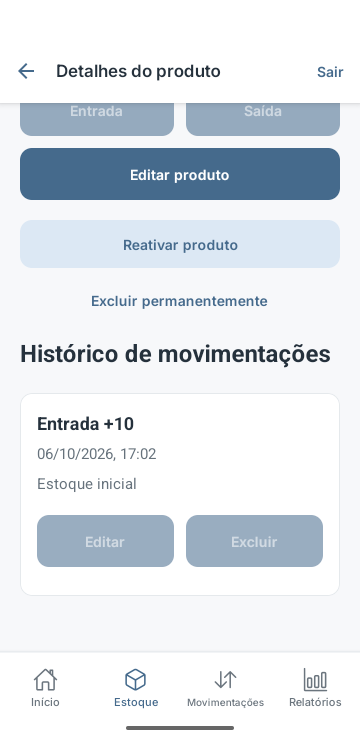 Detalhes do produto
Sair
Entrada
Saída
Editar produto
Reativar produto
Excluir permanentemente
Histórico de movimentações
Entrada +10
06/10/2026, 17:02
Estoque inicial
Editar
Excluir
Início
Estoque
Movimentações
Relatórios